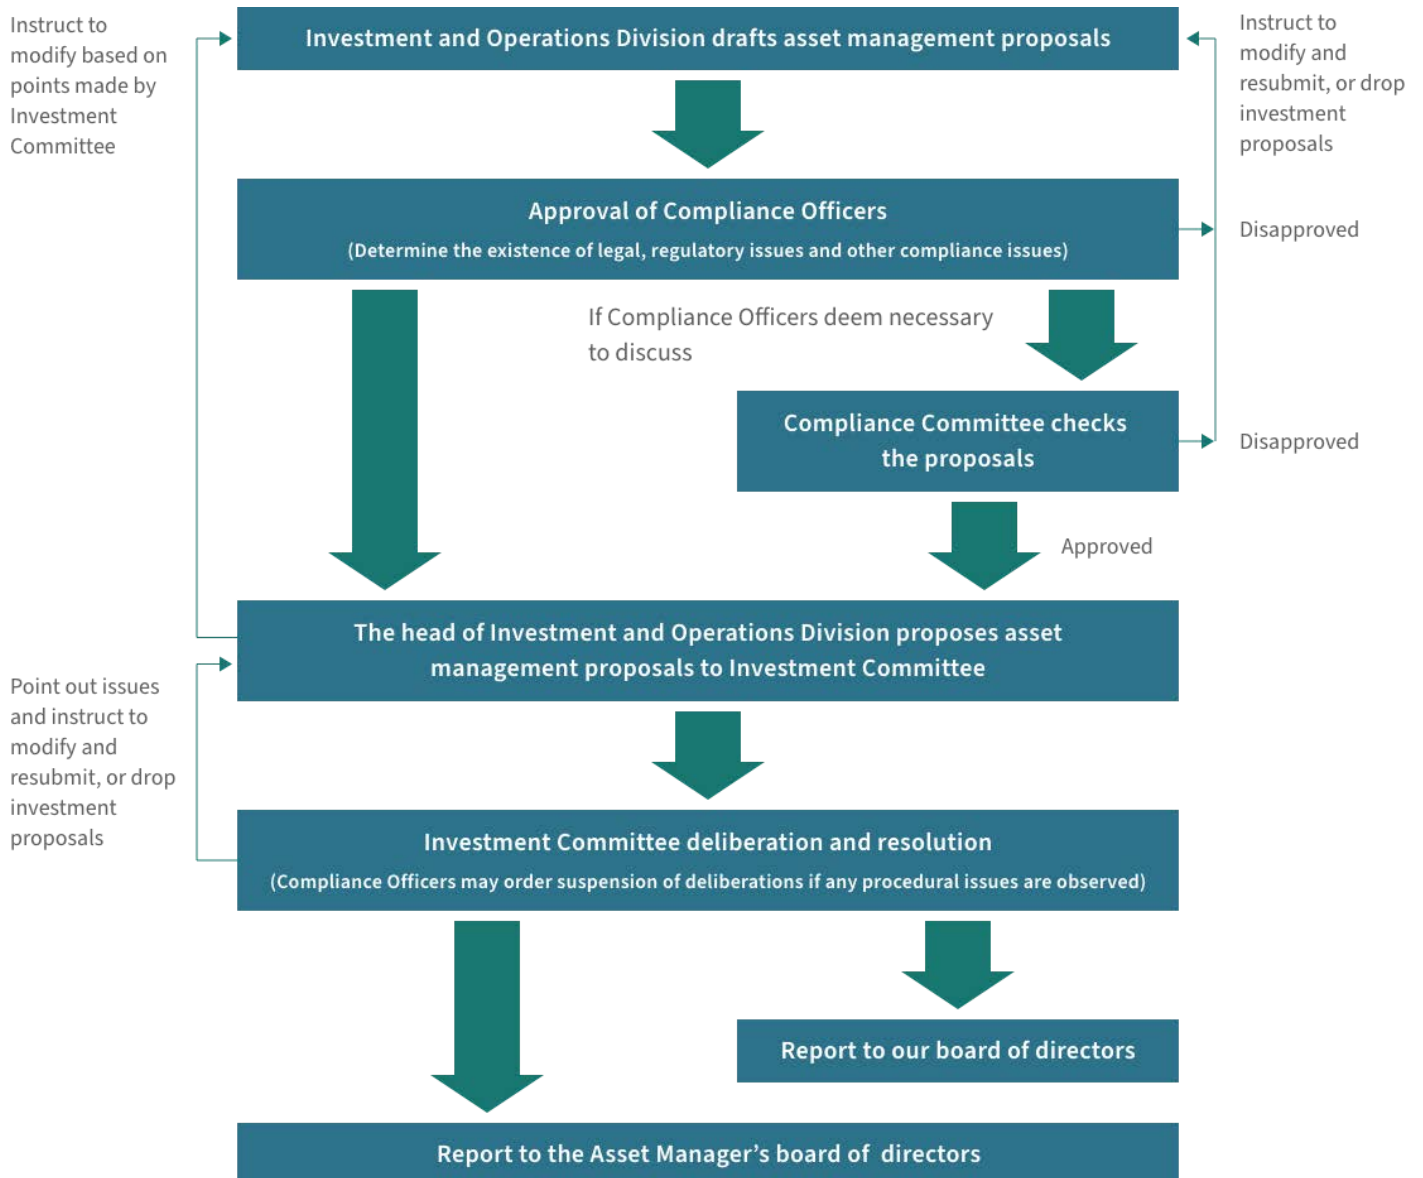 Instruct to
modify based on
points made by
Investment
Committee
Investment and Operations Division drafts asset management proposals
Instruct to
modify and
resubmit, or drop
investment
proposals
Approval of Compliance Officers
(Determine the existence of legal, regulatory issues and other compliance issues)
Disapproved
If Compliance Officers deem necessary
to discuss
Compliance Committee checks
the proposals
Disapproved
Approved
The head of Investment and Operations Division proposes asset
management proposals to Investment Committee
Point out issues
and instruct to
modify and
resubmit, or drop
investment
proposals
Investment Committee deliberation and resolution
(Compliance Officers may order suspension of deliberations if any procedural issues are observed)
Report to our board of directors
Report to the Asset Manager’s board of directors